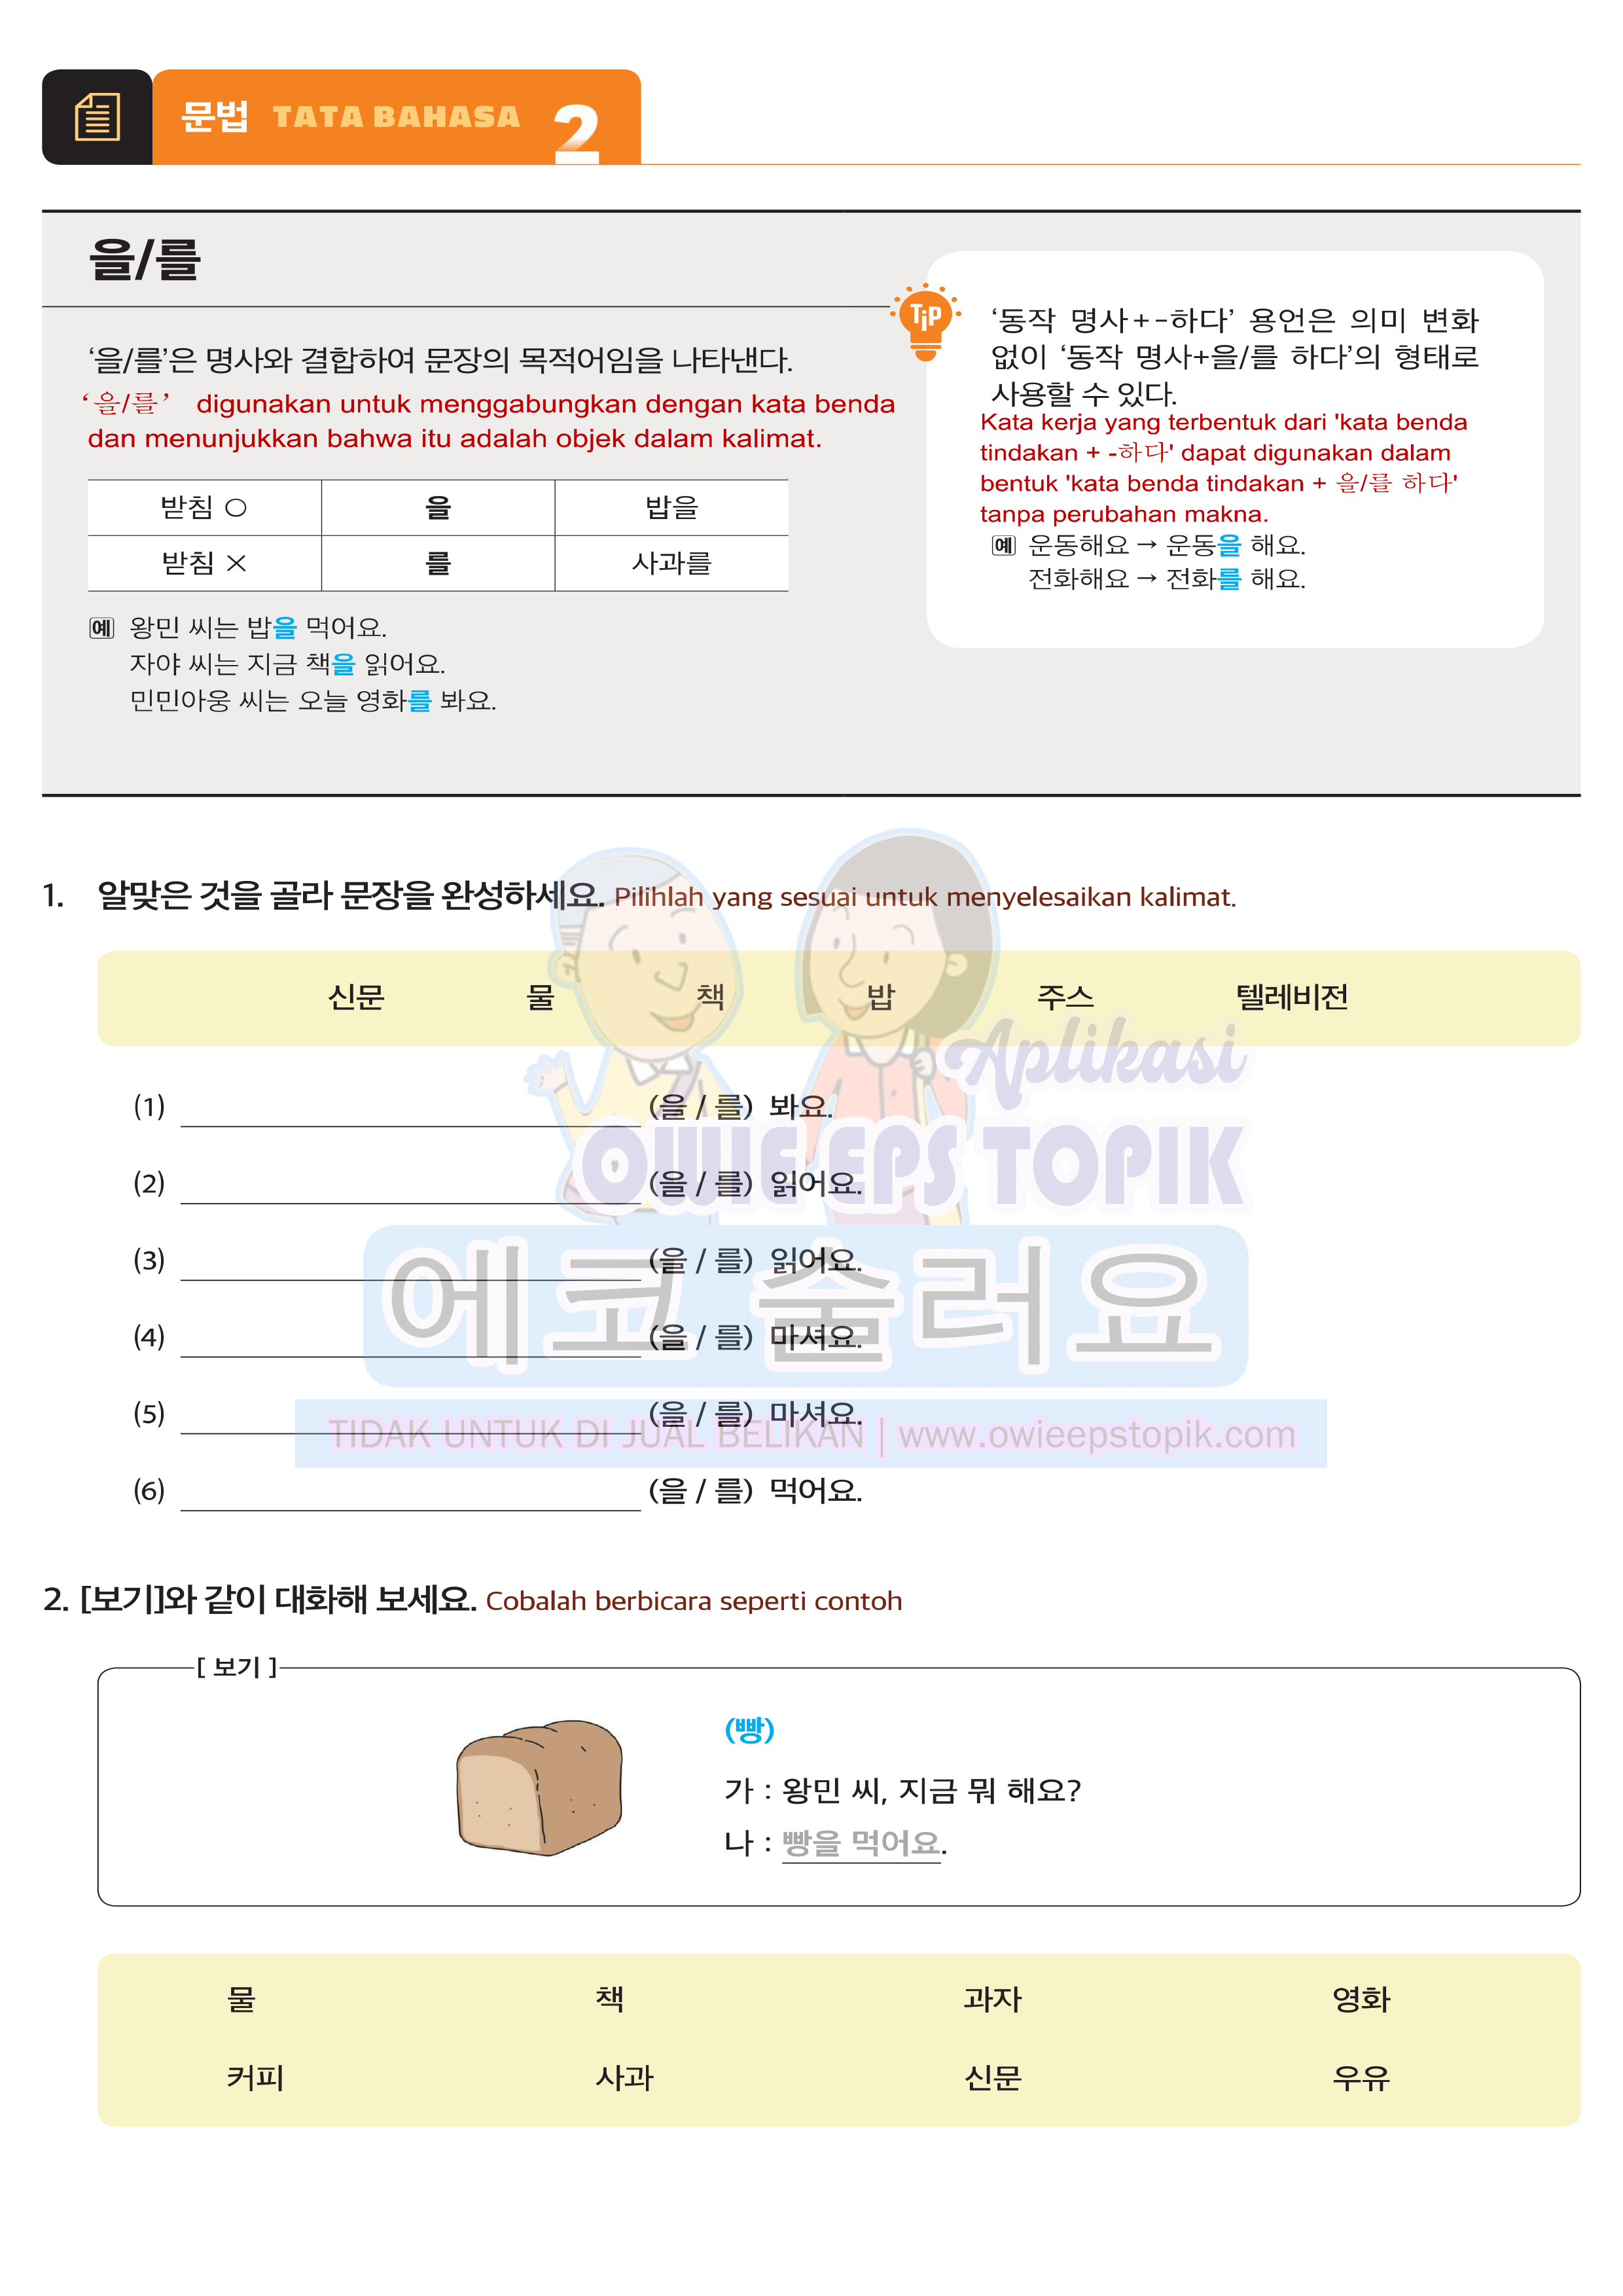 문법 TATA BAHASA 2
을/를
‘을/를’은 명사와 결합하여 문장의 목적어임을 나타낸다.
‘을/를’ digunakan untuk menggabungkan dengan kata benda
dan menunjukkan bahwa itu adalah objek dalam kalimat.
받침 ○ 을 밥을
받침 × 를 사과를
예 왕민 씨는 밥을 먹어요.
자야 씨는 지금 책을 읽어요.
민민아웅 씨는 오늘 영화를 봐요.
TiP
‘동작 명사+-하다’ 용언은 의미 변화
없이 ‘동작 명사+을/를 하다’의 형태로
사용할 수 있다.
Kata kerja yang terbentuk dari 'kata benda
tindakan + -하다' dapat digunakan dalam
bentuk 'kata benda tindakan + 을/를 하다'
tanpa perubahan makna.
예 운동해요 → 운동을 해요.
전화해요 → 전화를 해요.
1. 알맞은 것을 골라 문장을 완성하세요. Pilihlah yang sesuai untuk menyelesaikan kalimat.
신문 물 책 밥 주스 텔레비전
(1) (을 / 를) 봐요.
(2) (을 / 를) 읽어요.
(3) (을 / 를) 읽어요.
(4) (을 / 를) 마셔요.
(5) (을 / 를) 마셔요.
(6) (을 / 를) 먹어요.
Aplikasi
OWIE EPS TOPIK
에코 술러요
TIDAK UNTUK DI JUAL BELIKAN | www.owieepstopik.com
2. [보기]와 같이 대화해 보세요. Cobalah berbicara seperti contoh
[ 보기 ]
(빵)
가 : 왕민 씨, 지금 뭐 해요?
나 : 빵을 먹어요.
물 책 과자 영화
커피 사과 신문 우유